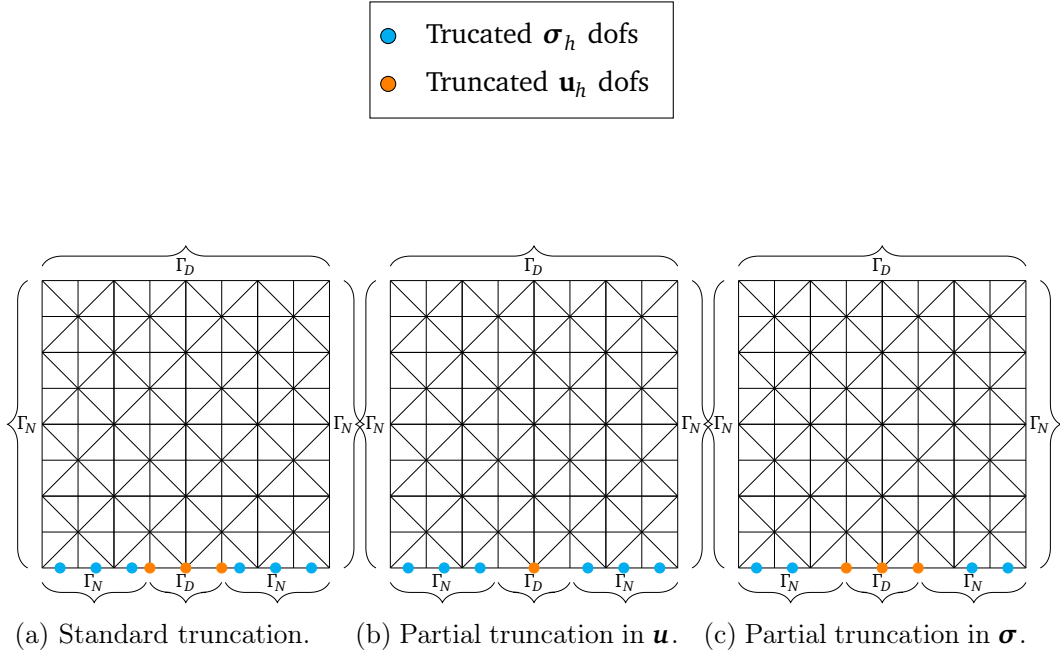 Trucated σ_h dofs
Truncated u_h dofs
Γ_D Γ_D Γ_D
Γ_N Γ_N Γ_N Γ_N Γ_N Γ_N
Γ_N Γ_D Γ_N Γ_N Γ_D Γ_N Γ_N Γ_D Γ_N
(a) Standard truncation. (b) Partial truncation in u. (c) Partial truncation in σ.